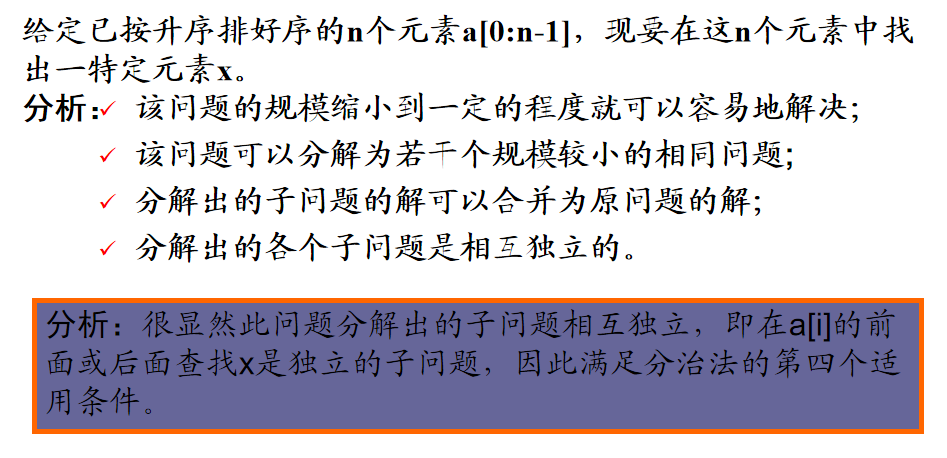 给定已按升序排好序的n个元素a[0:n-1]，现要在这n个元素中找
出一特定元素x。
分析:✓ 该问题的规模缩小到一定的程度就可以容易地解决;
✓ 该问题可以分解为若干个规模较小的相同问题;
✓ 分解出的子问题的解可以合并为原问题的解;
✓ 分解出的各个子问题是相互独立的。
分析：很显然此问题分解出的子问题相互独立，即在a[i]的前
面或后面查找x是独立的子问题，因此满足分治法的第四个适
用条件。